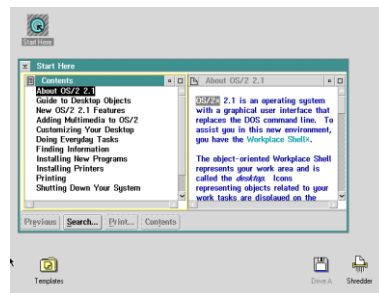 Start Here
Start Here
Contents
About OS/2 2.1
Guide to Desktop Objects
New OS/2 2.1 Features
Adding Multimedia to OS/2
Customizing Your Desktop
Doing Everyday Tasks
Finding Information
Installing New Programs
Installing Printers
Printing
Shutting Down Your System
About OS/2 2.1
OS/2® 2.1 is an operating system
with a graphical user interface that
replaces the DOS command line. To
assist you in this new environment,
you have the Workplace Shell®.
The object-oriented Workplace Shell
represents your work area and is
called the desktop. Icons
representing objects related to your
work tasks are displayed on the
Previous Search... Print... Contents
Templates
Drive A
Shredder